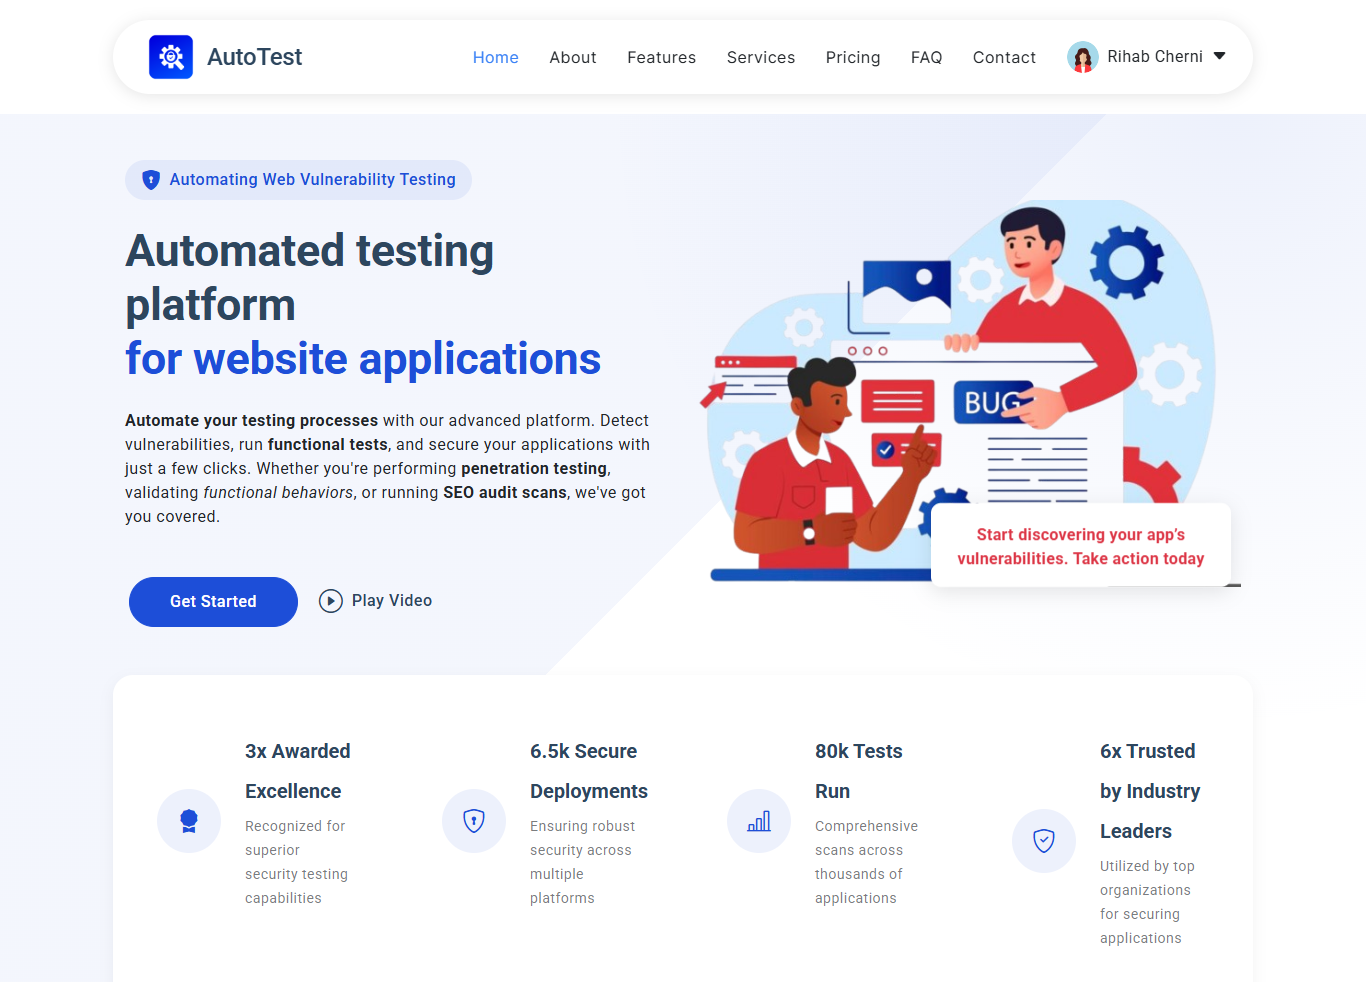 AutoTest
Home About Features Services Pricing FAQ Contact Rihab Cherni
Automating Web Vulnerability Testing
Automated testing
platform
for website applications
Automate your testing processes with our advanced platform. Detect
vulnerabilities, run functional tests, and secure your applications with
just a few clicks. Whether you're performing penetration testing,
validating functional behaviors, or running SEO audit scans, we've got
you covered.
Get Started
Play Video
BUG
Start discovering your app’s
vulnerabilities. Take action today
3x Awarded
Excellence
Recognized for
superior
security testing
capabilities
6.5k Secure
Deployments
Ensuring robust
security across
multiple
platforms
80k Tests
Run
Comprehensive
scans across
thousands of
applications
6x Trusted
by Industry
Leaders
Utilized by top
organizations
for securing
applications